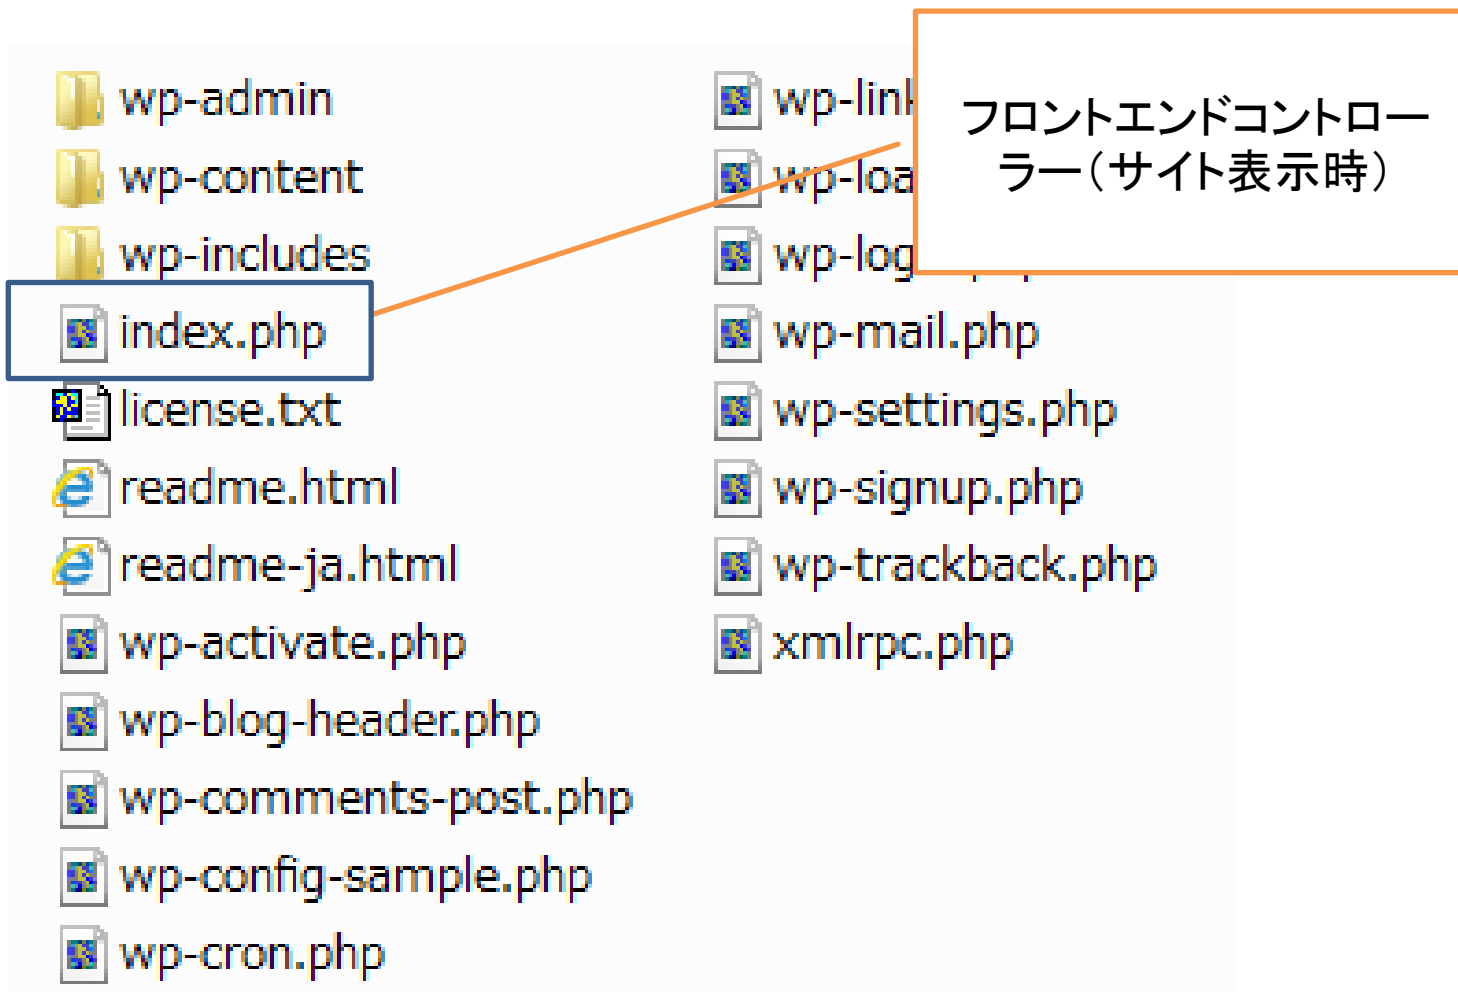 wp-admin
wp-content
wp-includes
index.php
license.txt
readme.html
readme-ja.html
wp-activate.php
wp-blog-header.php
wp-comments-post.php
wp-config-sample.php
wp-cron.php
wp-mail.php
wp-settings.php
wp-signup.php
wp-trackback.php
xmlrpc.php
フロントエンドコントロー
ラー（サイト表示時）